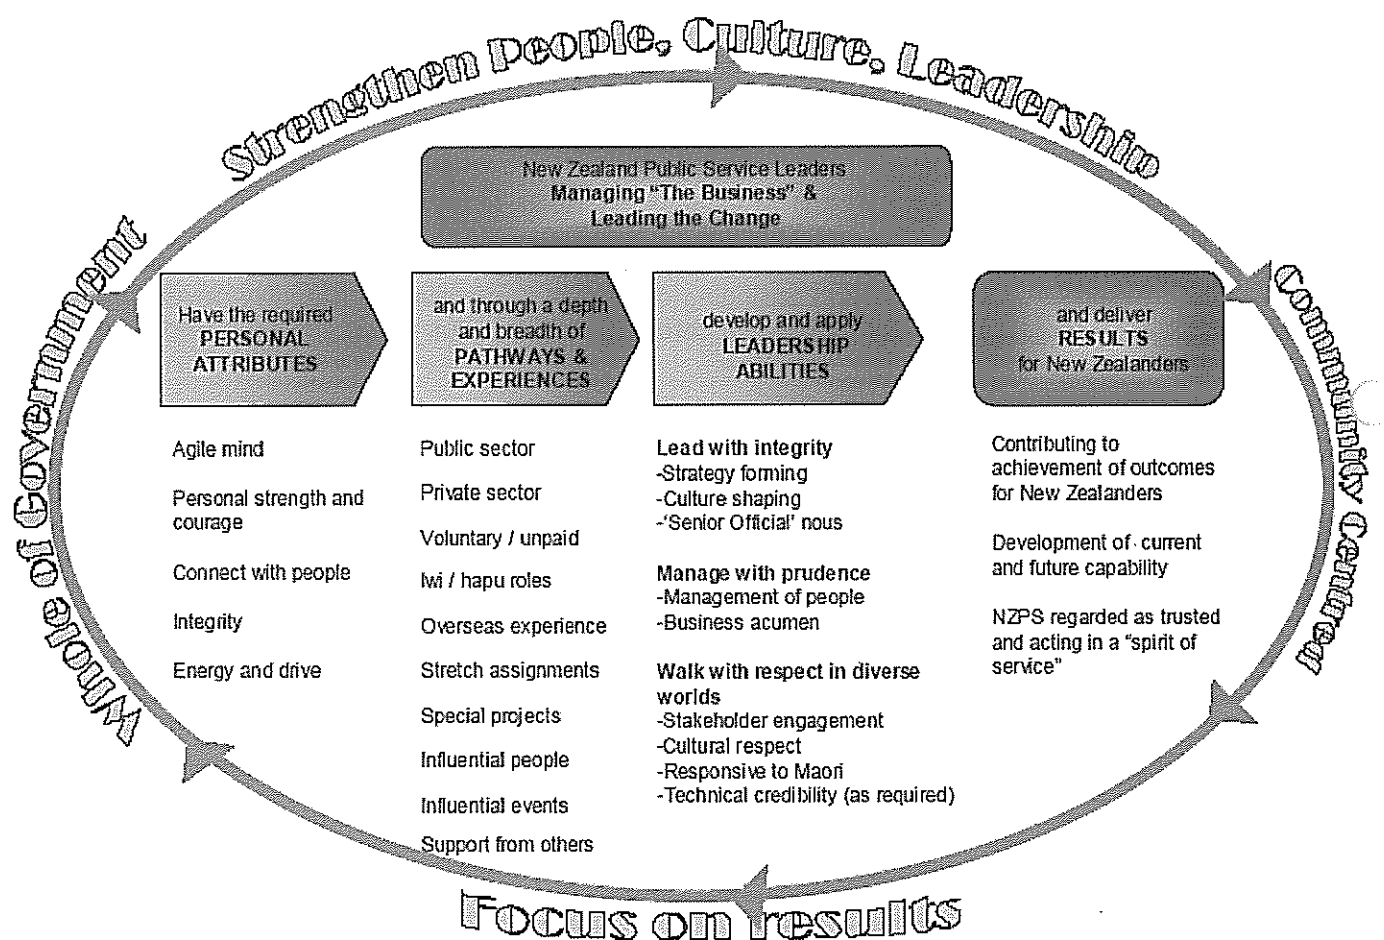 Strengthen People, Culture, Leadership
New Zealand Public Service Leaders
Managing "The Business" &
Leading the Change
Whole of Government
Community Centred
Have the required
PERSONAL
ATTRIBUTES
Agile mind
Personal strength and
courage
Connect with people
Integrity
Energy and drive
and through a depth
and breadth of
PATHWAYS &
EXPERIENCES
Public sector
Private sector
Voluntary / unpaid
Iwi / hapu roles
Overseas experience
Stretch assignments
Special projects
Influential people
Influential events
Support from others
develop and apply
LEADERSHIP
ABILITIES
Lead with integrity
-Strategy forming
-Culture shaping
-'Senior Official' nous
Manage with prudence
-Management of people
-Business acumen
Walk with respect in diverse
worlds
-Stakeholder engagement
-Cultural respect
-Responsive to Maori
-Technical credibility (as required)
and deliver
RESULTS
for New Zealanders
Contributing to
achievement of outcomes
for New Zealanders
Development of current
and future capability
NZPS regarded as trusted
and acting in a "spirit of
service"
Focus on results